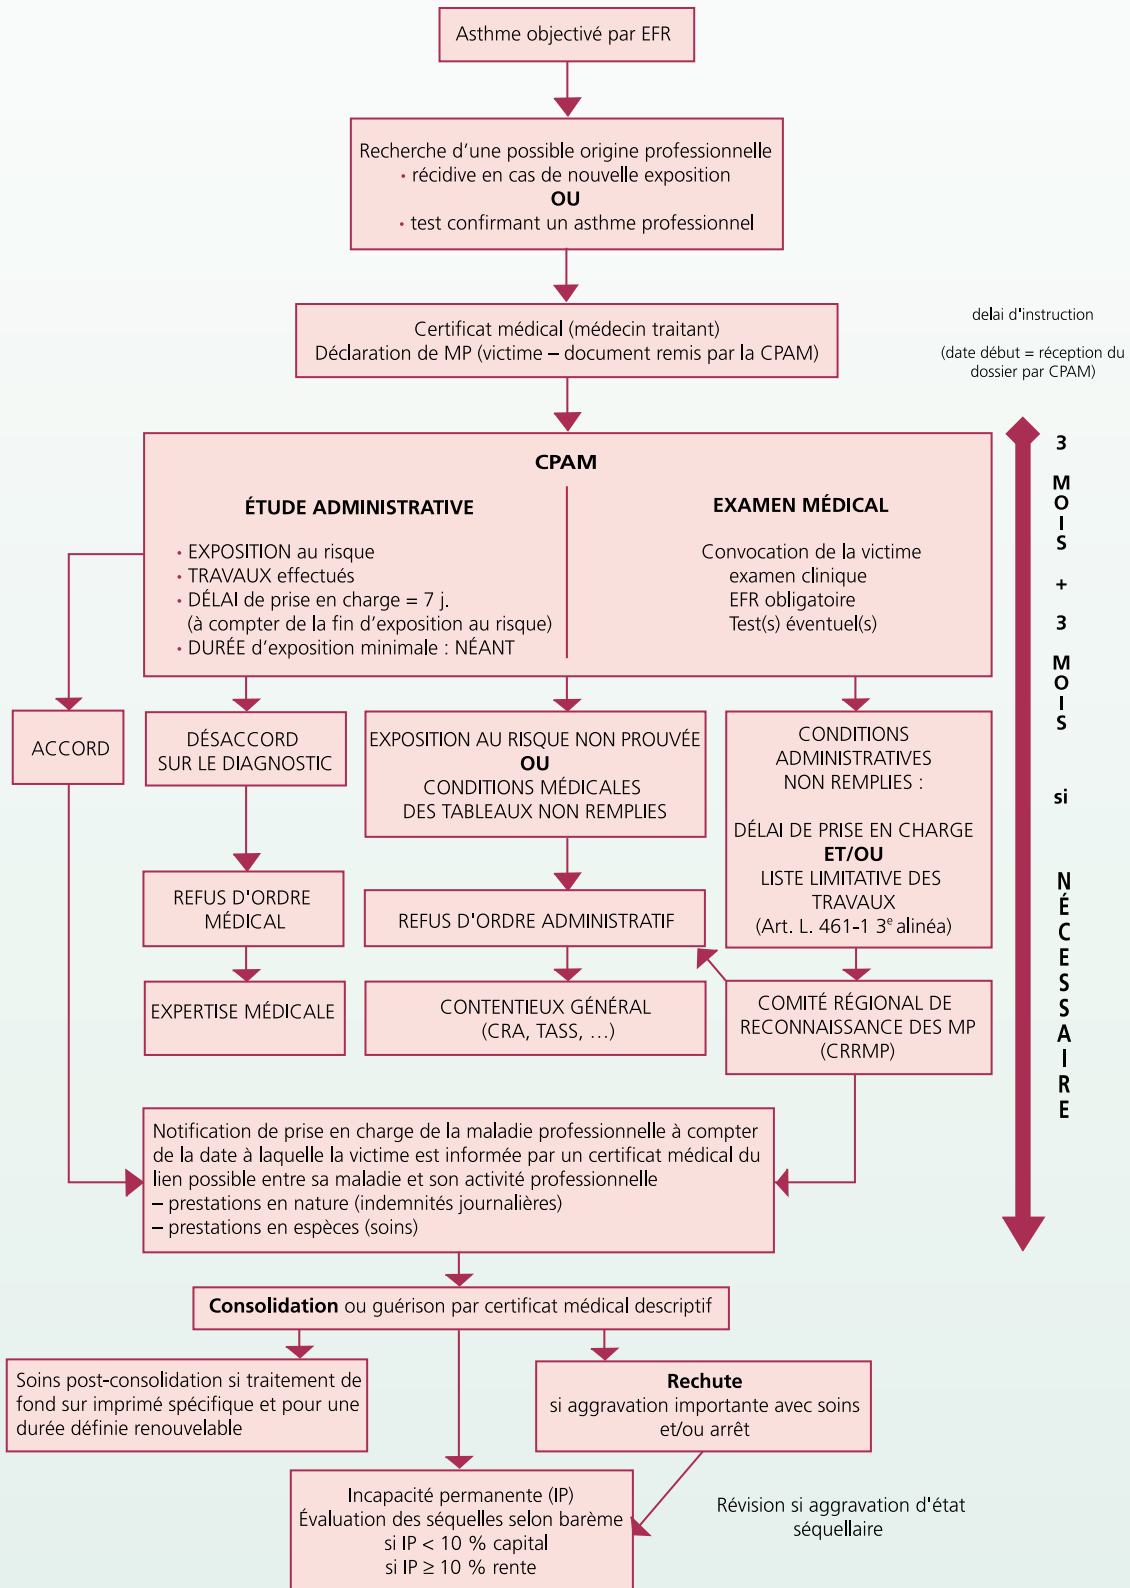 Asthme objectivé par EFR
Recherche d'une possible origine professionnelle
• récidive en cas de nouvelle exposition
OU
• test confirmant un asthme professionnel
Certificat médical (médecin traitant)
Déclaration de MP (victime – document remis par la CPAM)
delai d'instruction
(date début = réception du
dossier par CPAM)
3 MOIS + 3 MOIS si NÉCESSAIRE
CPAM
ÉTUDE ADMINISTRATIVE
• EXPOSITION au risque
• TRAVAUX effectués
• DÉLAI de prise en charge = 7 j.
(à compter de la fin d'exposition au risque)
• DURÉE d'exposition minimale : NÉANT
EXAMEN MÉDICAL
Convocation de la victime
examen clinique
EFR obligatoire
Test(s) éventuel(s)
ACCORD
DÉSACCORD
SUR LE DIAGNOSTIC
EXPOSITION AU RISQUE NON PROUVÉE
OU
CONDITIONS MÉDICALES
DES TABLEAUX NON REMPLIES
CONDITIONS
ADMINISTRATIVES
NON REMPLIES :
DÉLAI DE PRISE EN CHARGE
ET/OU
LISTE LIMITATIVE DES
TRAVAUX
(Art. L. 461-1 3e alinéa)
REFUS D'ORDRE
MÉDICAL
REFUS D'ORDRE ADMINISTRATIF
EXPERTISE MÉDICALE
CONTENTIEUX GÉNÉRAL
(CRA, TASS, …)
COMITÉ RÉGIONAL DE
RECONNAISSANCE DES MP
(CRRMP)
Notification de prise en charge de la maladie professionnelle à compter
de la date à laquelle la victime est informée par un certificat médical du
lien possible entre sa maladie et son activité professionnelle
– prestations en nature (indemnités journalières)
– prestations en espèces (soins)
Consolidation ou guérison par certificat médical descriptif
Soins post-consolidation si traitement de
fond sur imprimé spécifique et pour une
durée définie renouvelable
Rechute
si aggravation importante avec soins
et/ou arrêt
Incapacité permanente (IP)
Évaluation des séquelles selon barème
si IP < 10 % capital
si IP ≥ 10 % rente
Révision si aggravation d'état
séquellaire